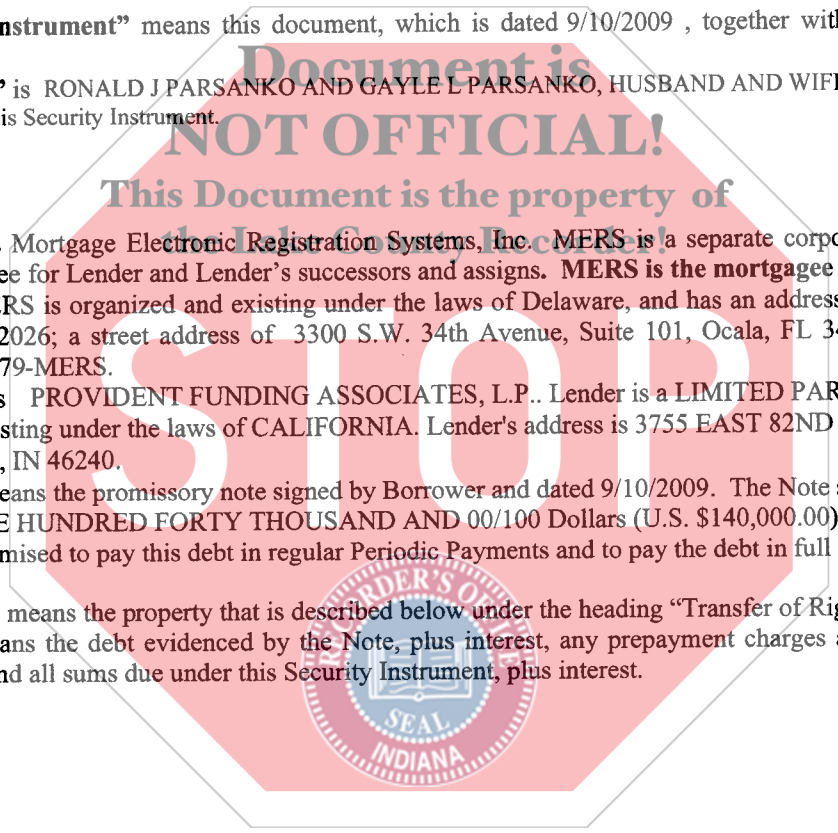 nstrument” means this document, which is dated 9/10/2009 , together wit
Document is
” is RONALD J PARSANKO AND GAYLE L PARSANKO, HUSBAND AND WIF
is Security Instrument.
NOT OFFICIAL!
This Document is the property of
the Lake County Recorder!
. Mortgage Electronic Registration Systems, Inc. MERS is a separate corpo
ee for Lender and Lender’s successors and assigns. MERS is the mortgagee
ERS is organized and existing under the laws of Delaware, and has an address
2026; a street address of 3300 S.W. 34th Avenue, Suite 101, Ocala, FL 34
79-MERS.
STOP
s PROVIDENT FUNDING ASSOCIATES, L.P.. Lender is a LIMITED PAR
sting under the laws of CALIFORNIA. Lender's address is 3755 EAST 82ND
, IN 46240.
eans the promissory note signed by Borrower and dated 9/10/2009. The Note
E HUNDRED FORTY THOUSAND AND 00/100 Dollars (U.S. $140,000.00)
mised to pay this debt in regular Periodic Payments and to pay the debt in full
means the property that is described below under the heading “Transfer of Rig
ans the debt evidenced by the Note, plus interest, any prepayment charges a
nd all sums due under this Security Instrument, plus interest.
SEAL
INDIANA